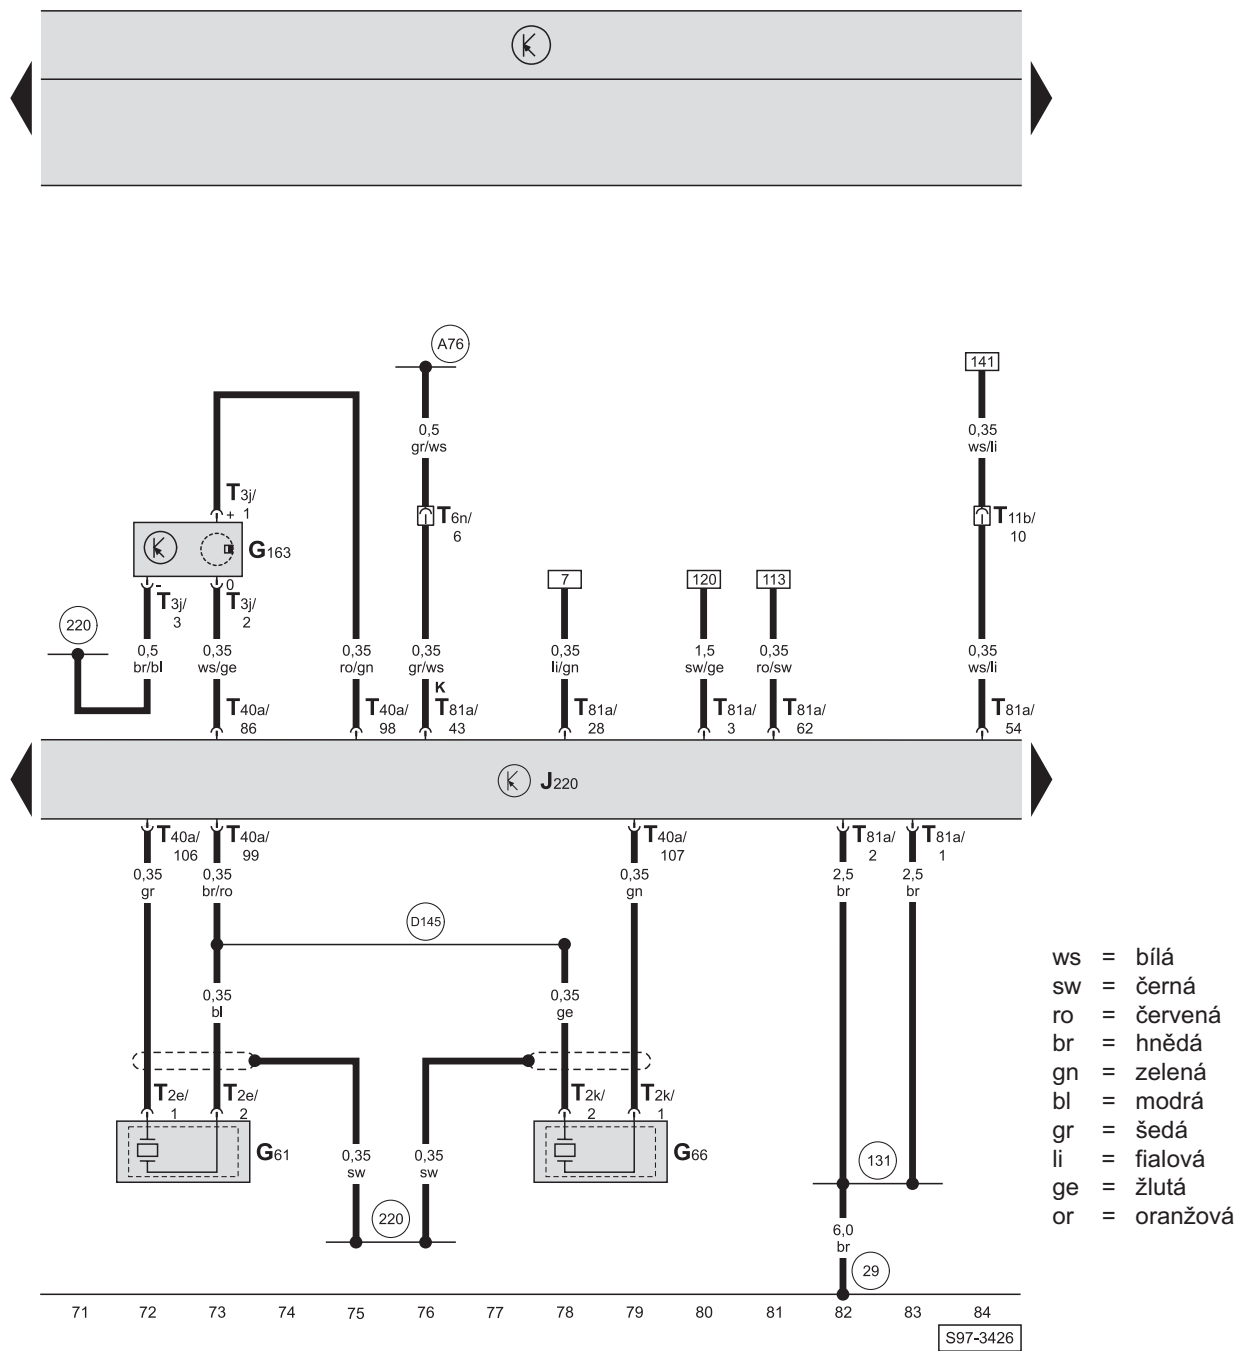 A76
141
0,5
gr/ws
0,35
ws/li
T3j/
+ 1
T6n/
6
T11b/
10
G163
7
120
113
-
0
T3j/
3
T3j/
2
220
0,5
br/bl
0,35
ws/ge
0,35
ro/gn
0,35
gr/ws
K
0,35
li/gn
1,5
sw/ge
0,35
ro/sw
0,35
ws/li
T40a/
86
T40a/
98
T81a/
43
T81a/
28
T81a/
3
T81a/
62
T81a/
54
J220
T40a/
106
T40a/
99
T40a/
107
T81a/
2
T81a/
1
0,35
gr
0,35
br/ro
0,35
gn
2,5
br
2,5
br
D145
0,35
bl
0,35
ge
ws = bílá
sw = černá
ro = červená
br = hnědá
gn = zelená
bl = modrá
gr = šedá
li = fialová
ge = žlutá
or = oranžová
T2e/
1
T2e/
2
T2k/
2
T2k/
1
G61
0,35
sw
0,35
sw
G66
131
220
6,0
br
29
71 72 73 74 75 76 77 78 79 80 81 82 83 84
S97-3426